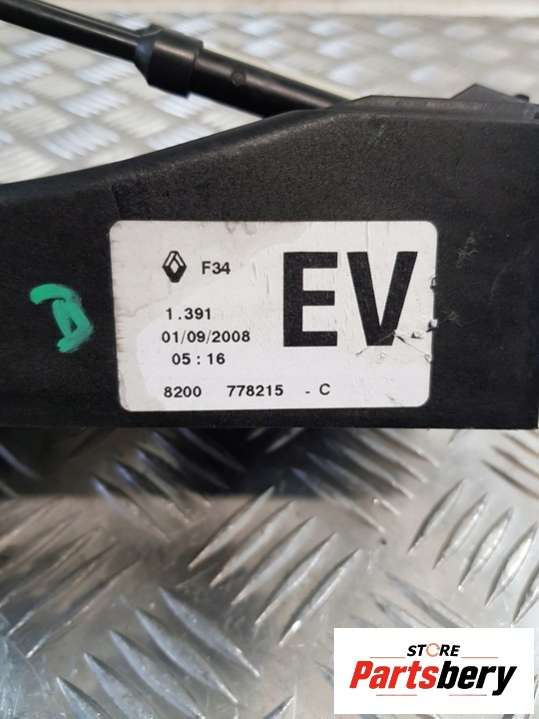 F34
EV
1.391
01/09/2008
05 : 16
8200 778215 - C
STORE
Partsbery